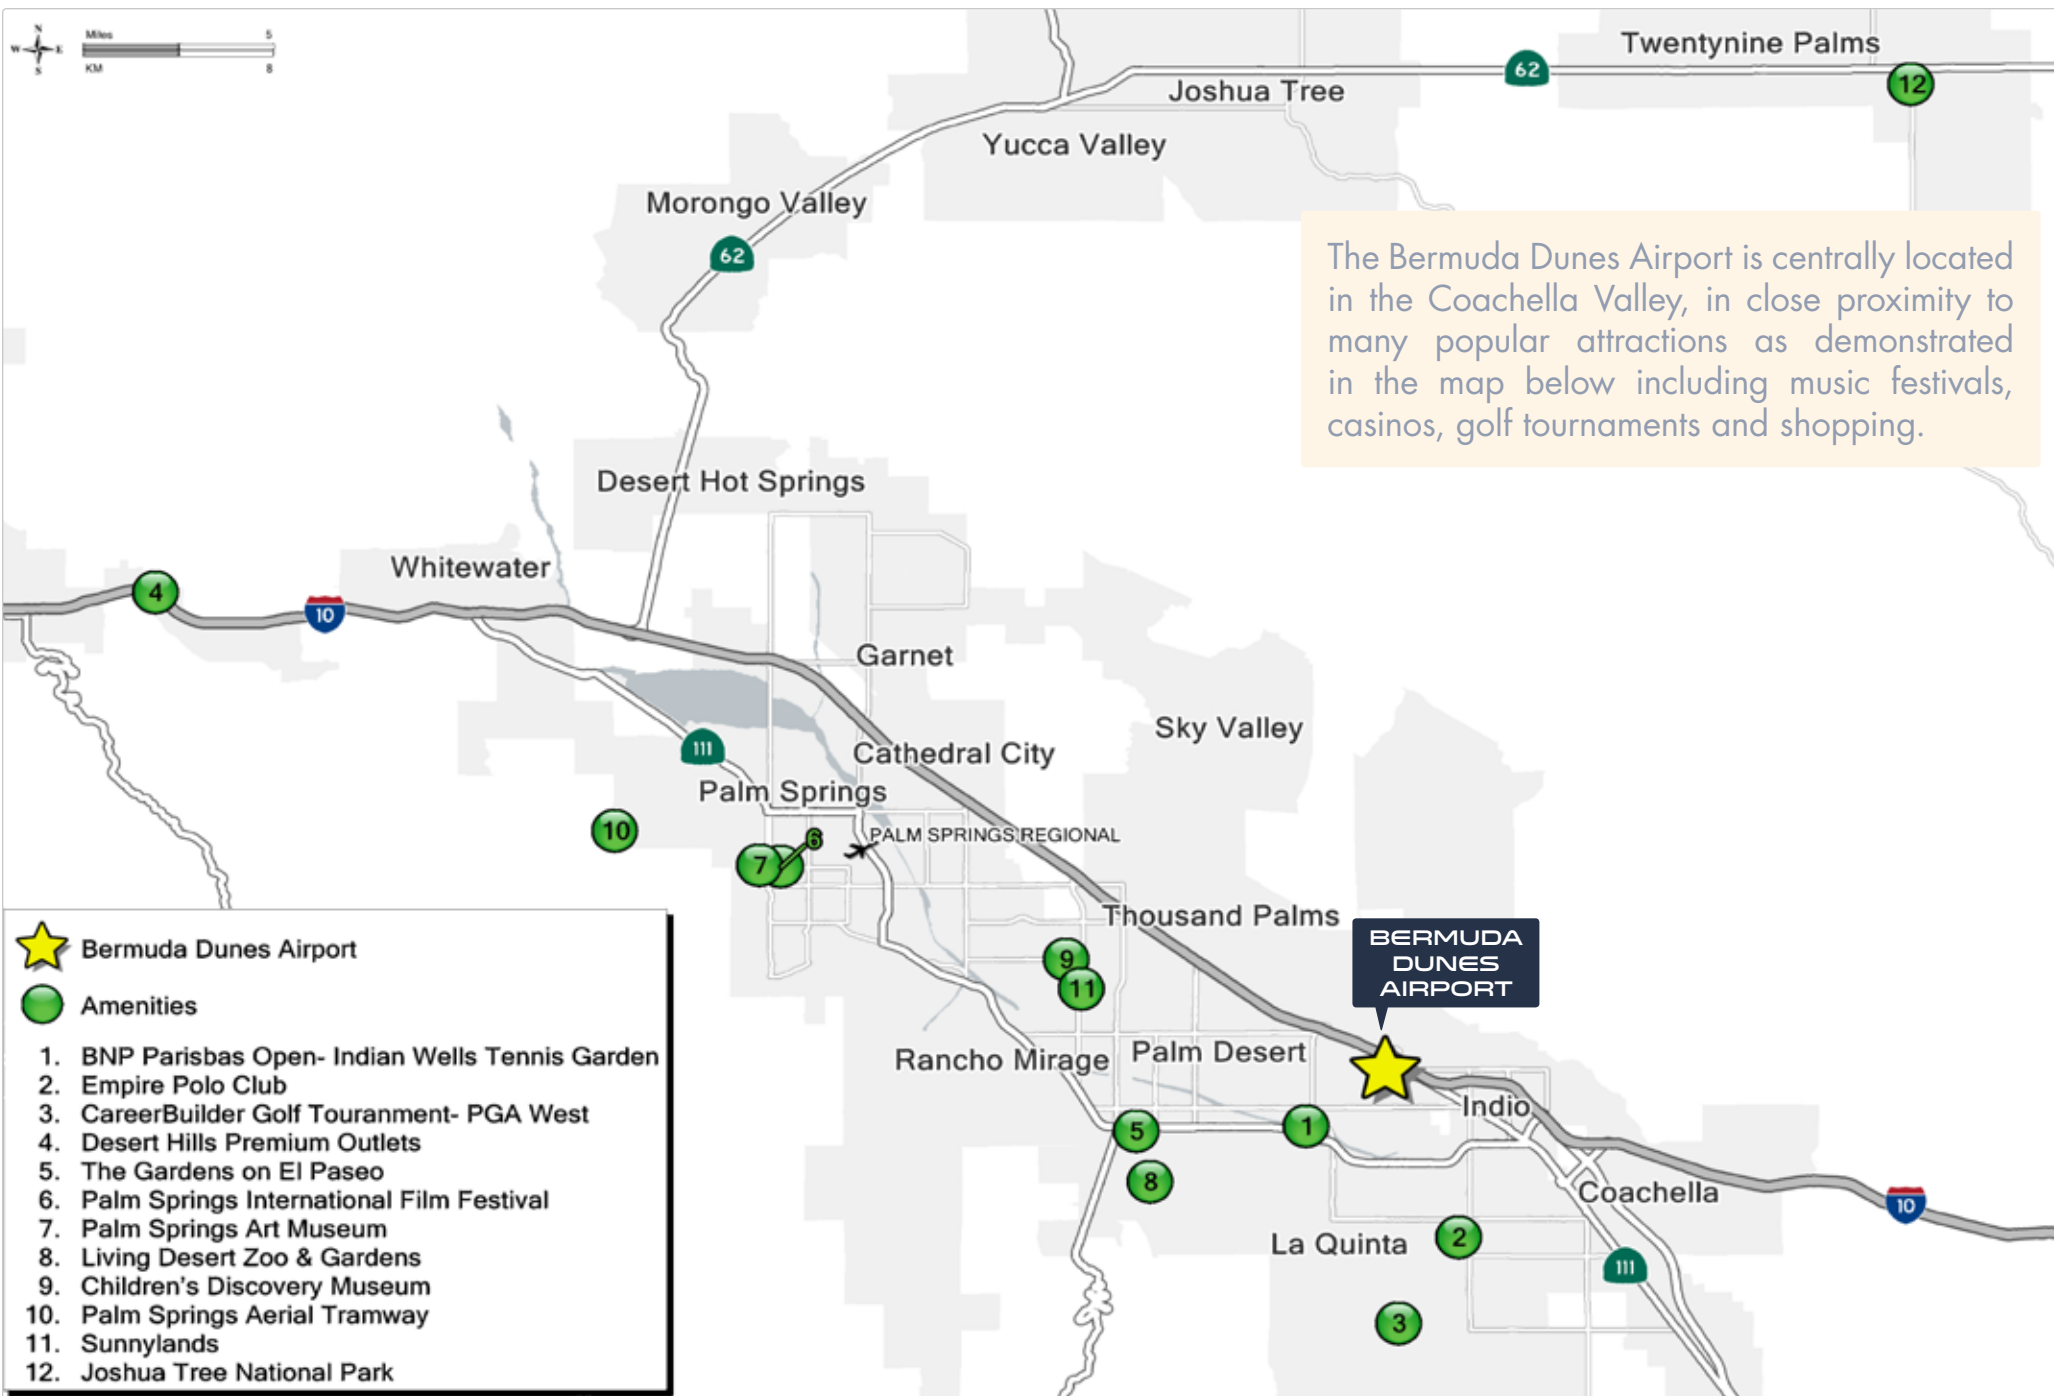 N
W E
S
Miles 5
KM 8
Twentynine Palms
62
12
Joshua Tree
Yucca Valley
Morongo Valley
62
The Bermuda Dunes Airport is centrally located
in the Coachella Valley, in close proximity to
many popular attractions as demonstrated
in the map below including music festivals,
casinos, golf tournaments and shopping.
Desert Hot Springs
Whitewater
4
10
Garnet
Sky Valley
111
Cathedral City
Palm Springs
10
6
PALM SPRINGS REGIONAL
7
Thousand Palms
BERMUDA
DUNES
AIRPORT
9
11
Rancho Mirage
Palm Desert
Indio
5
1
8
Coachella
10
2
La Quinta
111
3
Bermuda Dunes Airport
Amenities
1. BNP Parisbas Open- Indian Wells Tennis Garden
2. Empire Polo Club
3. CareerBuilder Golf Touranment- PGA West
4. Desert Hills Premium Outlets
5. The Gardens on El Paseo
6. Palm Springs International Film Festival
7. Palm Springs Art Museum
8. Living Desert Zoo & Gardens
9. Children's Discovery Museum
10. Palm Springs Aerial Tramway
11. Sunnylands
12. Joshua Tree National Park